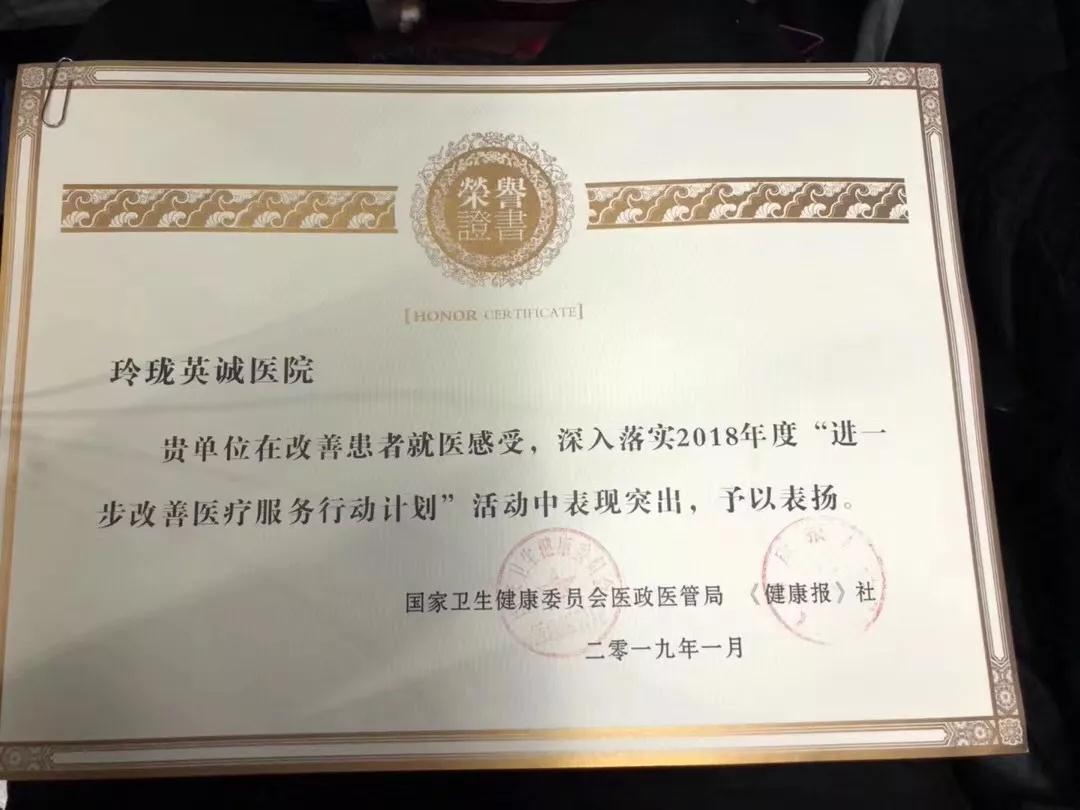 榮譽
證書
[HONOR CERTIFICATE]
玲珑英诚医院
贵单位在改善患者就医感受，深入落实2018年度“进一
步改善医疗服务行动计划”活动中表现突出，予以表扬。
国家卫生健康委员会医政医管局 《健康报》社
二零一九年一月